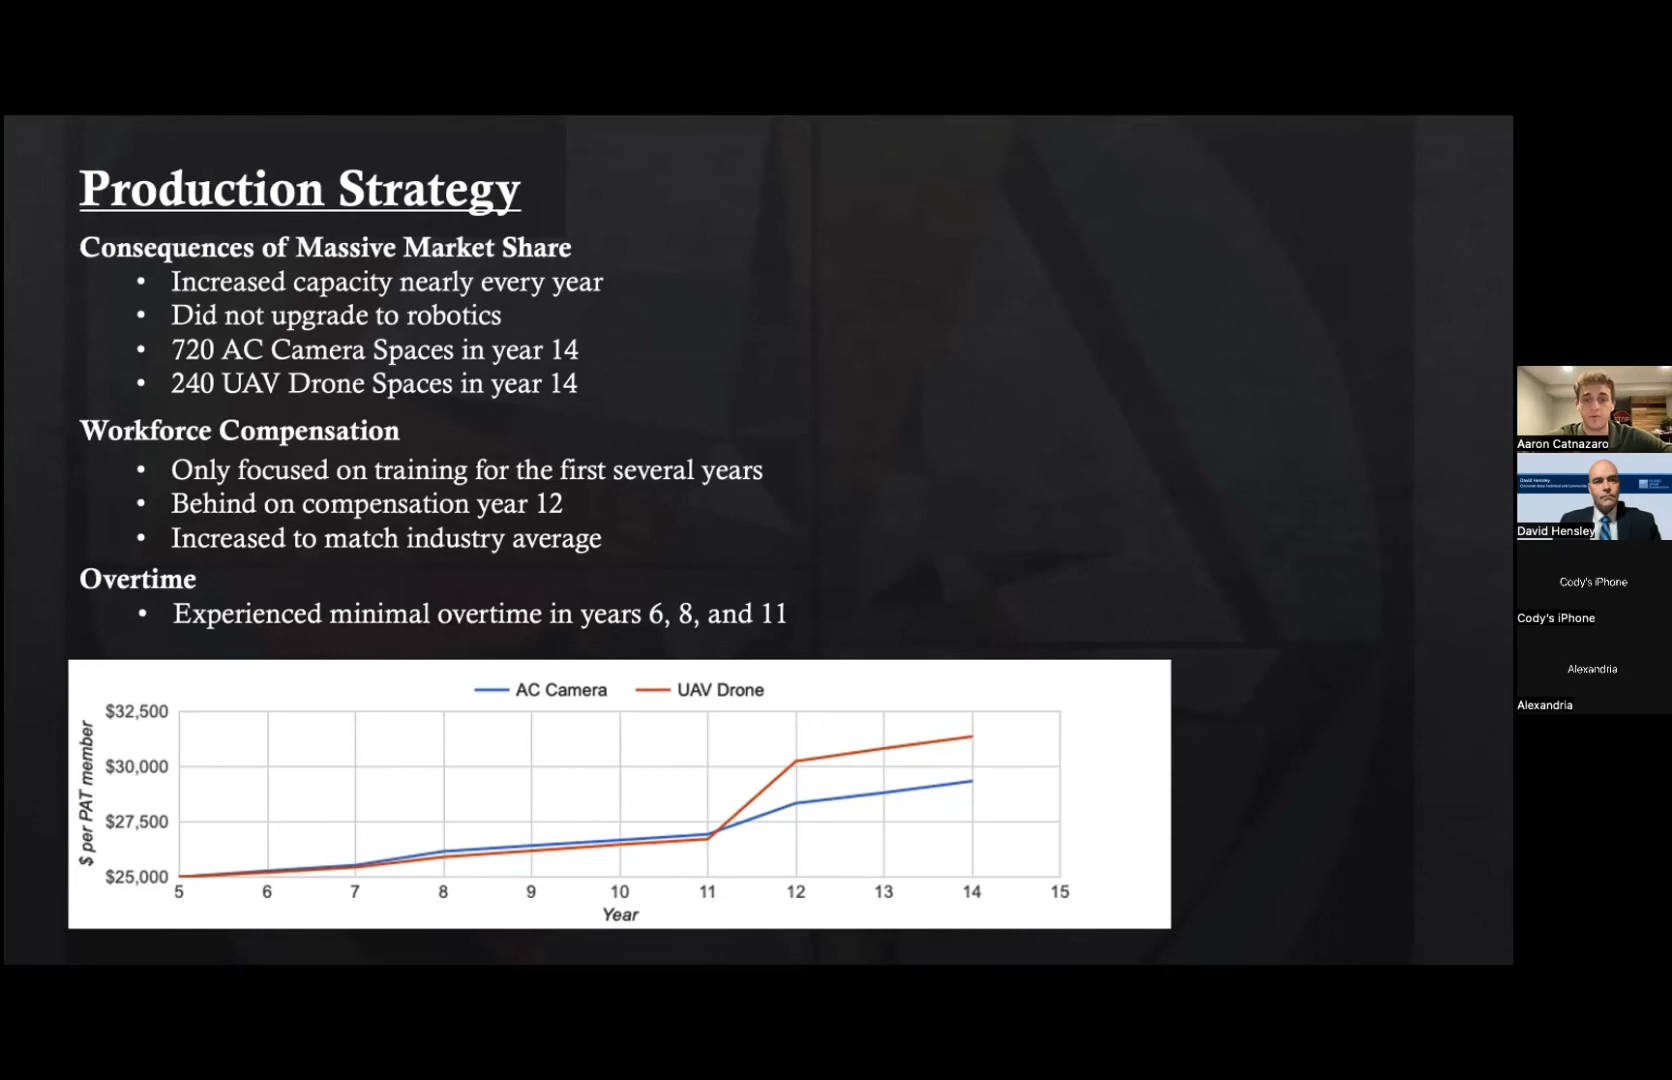 Production Strategy
Consequences of Massive Market Share
• Increased capacity nearly every year
• Did not upgrade to robotics
• 720 AC Camera Spaces in year 14
• 240 UAV Drone Spaces in year 14
Workforce Compensation
• Only focused on training for the first several years
• Behind on compensation year 12
• Increased to match industry average
Overtime
• Experienced minimal overtime in years 6, 8, and 11
AC Camera UAV Drone
$ per PAT member
$32,500
$30,000
$27,500
$25,000
5 6 7 8 9 10 11 12 13 14 15
Year
Aaron Catnazaro
David Hensley
David Hensley
Cody's iPhone
Cody's iPhone
Alexandria
Alexandria